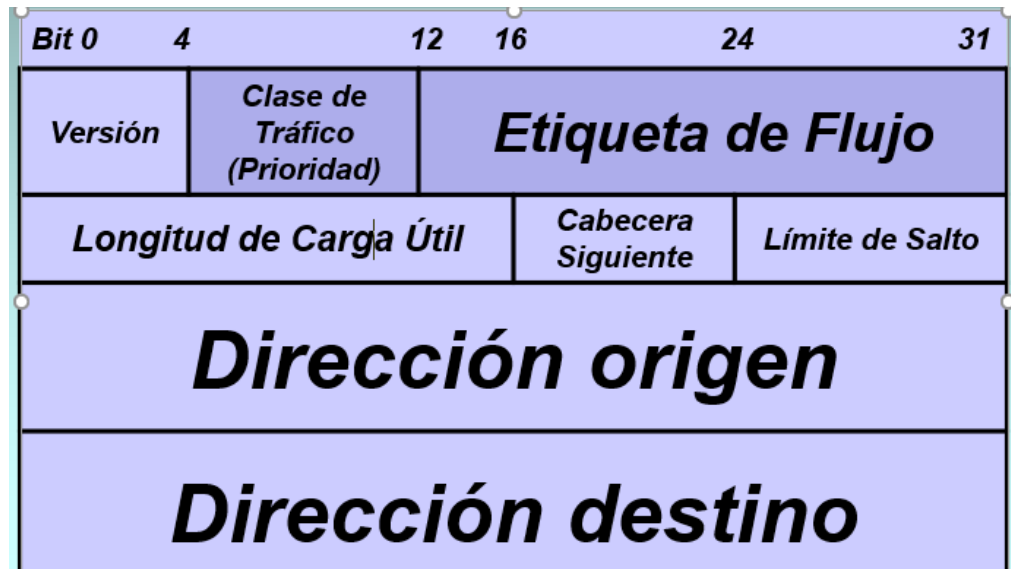 Bit 0 4 12 16 24 31
Versión
Clase de
Tráfico
(Prioridad)
Etiqueta de Flujo
Longitud de Carga Útil
Cabecera
Siguiente
Límite de Salto
Dirección origen
Dirección destino